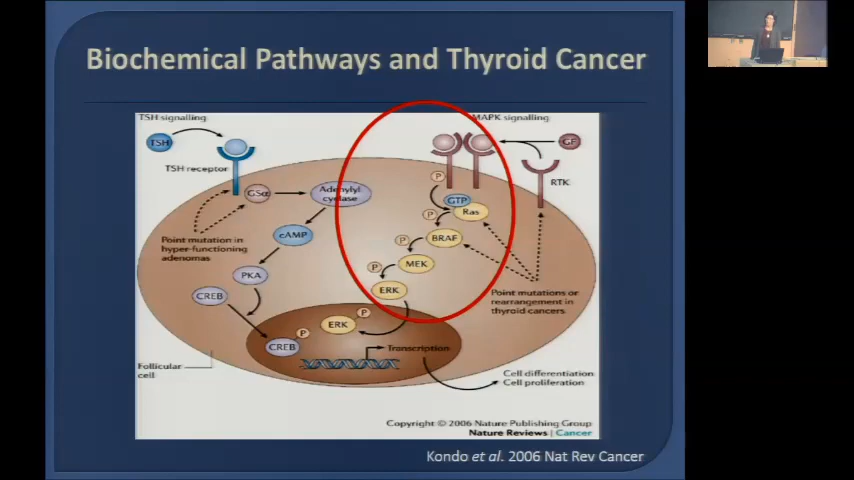 Biochemical Pathways and Thyroid Cancer
TSH signalling
MAPK signalling
TSH
GF
TSH receptor
RTK
P
GSα
Adenylyl
cyclase
GTP
Ras
P
cAMP
BRAF
P
Point mutation in
hyper-functioning
adenomas
MEK
P
PKA
ERK
Point mutations or
rearrangement in
thyroid cancers
CREB
P
ERK
P
CREB
Transcription
Follicular
cell
Cell differentiation
Cell proliferation
Copyright © 2006 Nature Publishing Group
Nature Reviews | Cancer
Kondo et al. 2006 Nat Rev Cancer